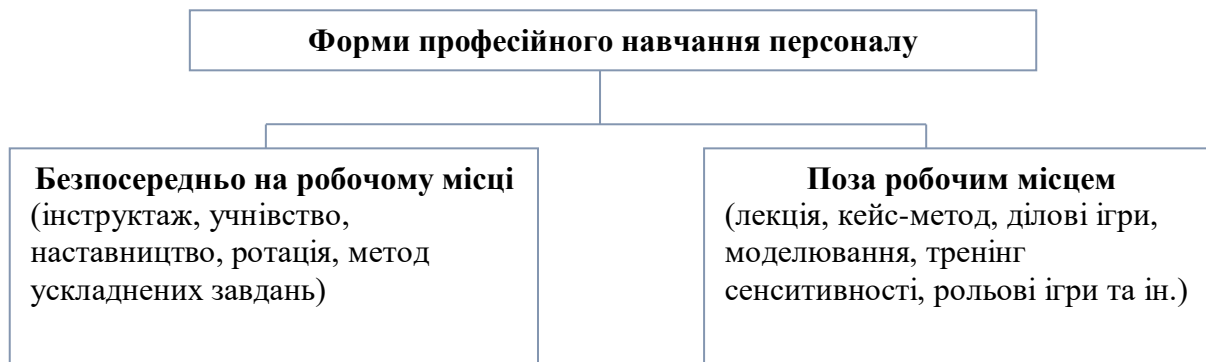 Форми професійного навчання персоналу
Безпосередньо на робочому місці
(інструктаж, учнівство,
наставництво, ротація, метод
ускладнених завдань)
Поза робочим місцем
(лекція, кейс-метод, ділові ігри,
моделювання, тренінг
сенситивності, рольові ігри та ін.)